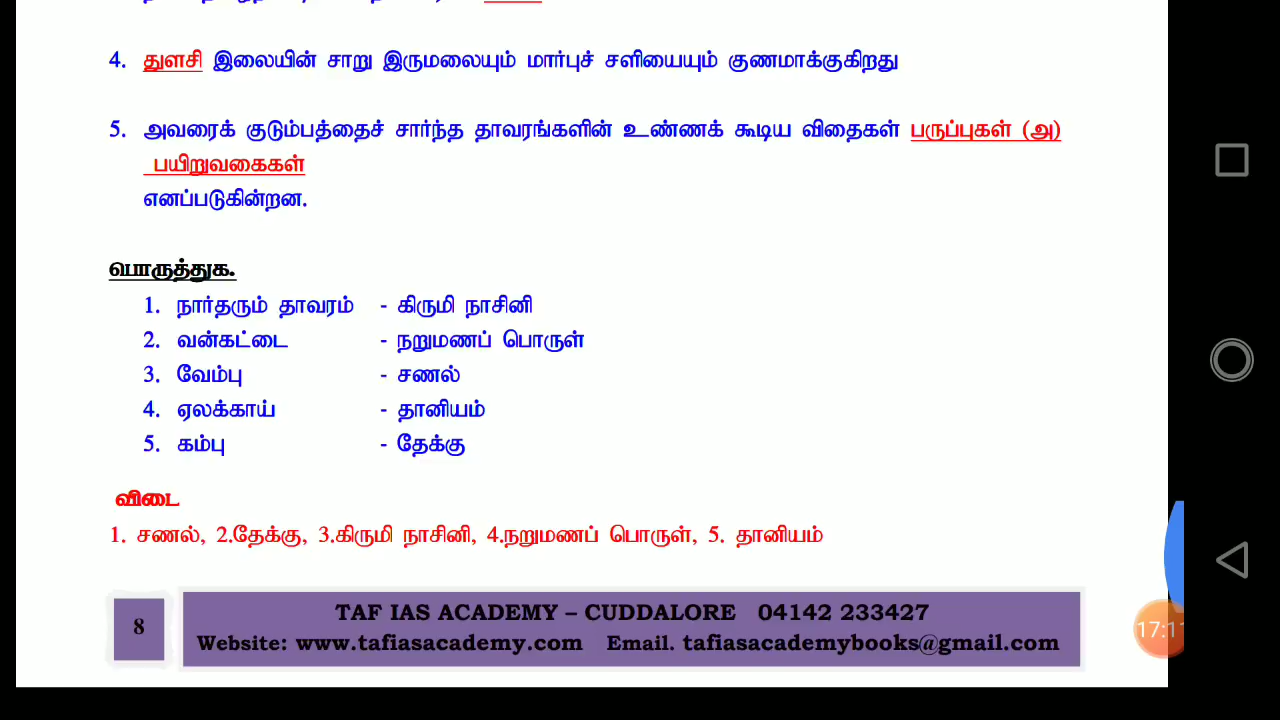 4. துளசி இலையின் சாறு இருமலையும் மார்புச் சளியையும் குணமாக்குகிறது
5. அவரைக் குடும்பத்தைச் சார்ந்த தாவரங்களின் உண்ணக் கூடிய விதைகள் பருப்புகள் (அ)
பயிறுவகைகள்
எனப்படுகின்றன.
பொருத்துக.
1. நார்தரும் தாவரம் - கிருமி நாசினி
2. வன்கட்டை - நறுமணப் பொருள்
3. வேம்பு - சணல்
4. ஏலக்காய் - தானியம்
5. கம்பு - தேக்கு
விடை
1. சணல், 2.தேக்கு, 3.கிருமி நாசினி, 4.நறுமணப் பொருள், 5. தானியம்
8
TAF IAS ACADEMY – CUDDALORE 04142 233427
Website: www.tafiasacademy.com Email. tafiasacademybooks@gmail.com
17:11